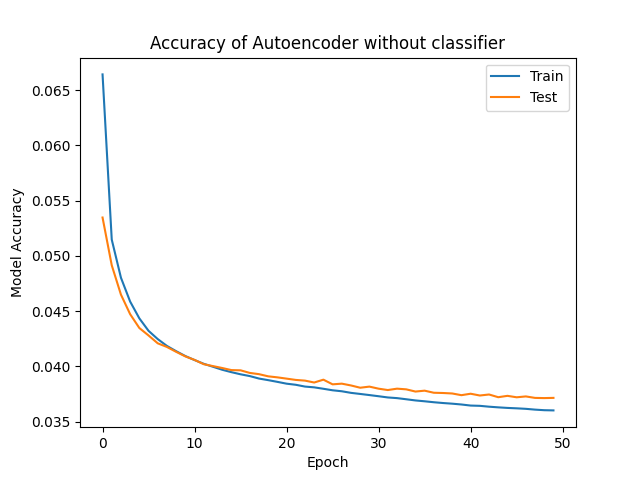 Accuracy of Autoencoder without classifier
Train
Test
0.065
0.060
0.055
0.050
0.045
0.040
0.035
Model Accuracy
0 10 20 30 40 50
Epoch